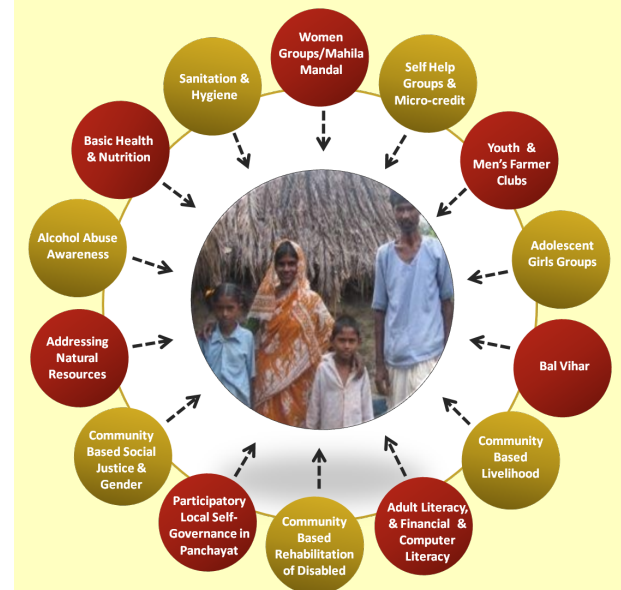 Women
Groups/Mahila
Mandal
Self Help
Groups &
Micro-credit
Youth &
Men's Farmer
Clubs
Adolescent
Girls Groups
Bal Vihar
Community
Based
Livelihood
Adult Literacy,
& Financial &
Computer
Literacy
Community
Based
Rehabilitation
of Disabled
Participatory
Local Self-
Governance in
Panchayat
Community
Based Social
Justice &
Gender
Addressing
Natural
Resources
Alcohol Abuse
Awareness
Basic Health
& Nutrition
Sanitation &
Hygiene